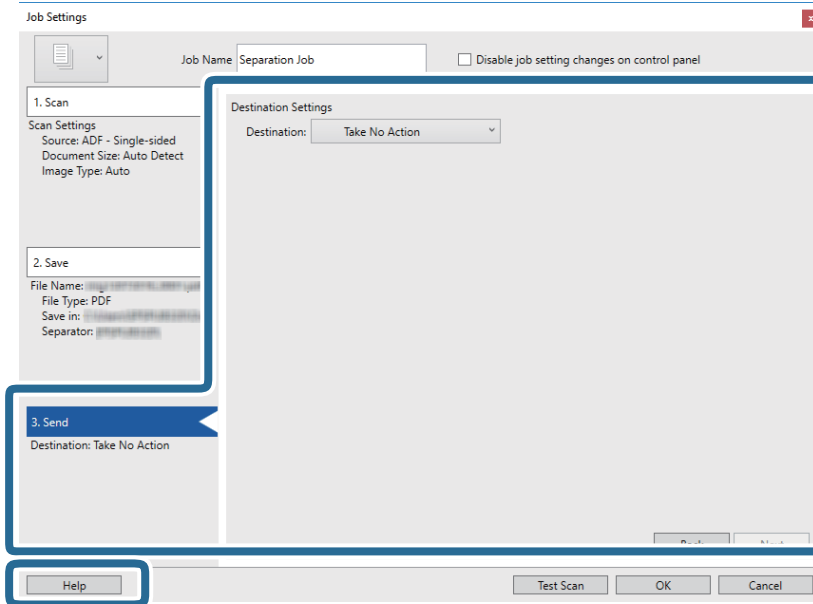 Job Settings
Job Name Separation Job
Disable job setting changes on control panel
1. Scan
Scan Settings
Source: ADF - Single-sided
Document Size: Auto Detect
Image Type: Auto
2. Save
File Name:
File Type: PDF
Save in:
Separator:
3. Send
Destination: Take No Action
Destination Settings
Destination: Take No Action
Help
Test Scan
OK
Cancel